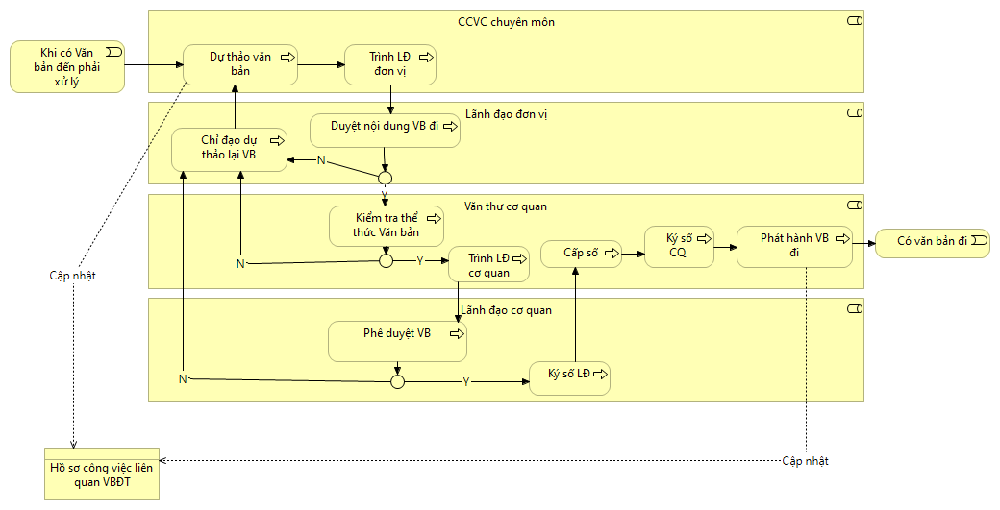 CCVC chuyên môn
Khi có Văn
bản đến phải
xử lý
Dự thảo văn
bản
Trình LĐ
đơn vị
Lãnh đạo đơn vị
Duyệt nội dung VB đi
Chỉ đạo dự
thảo lại VB
N
Y
Văn thư cơ quan
Kiểm tra thể
thức Văn bản
N
Y
Trình LĐ
cơ quan
Cấp số
Ký số
CQ
Phát hành VB
đi
Có văn bản đi
Cập nhật
Lãnh đạo cơ quan
Phê duyệt VB
N
Y
Ký số LĐ
Cập nhật
Hồ sơ công việc liên
quan VBĐT